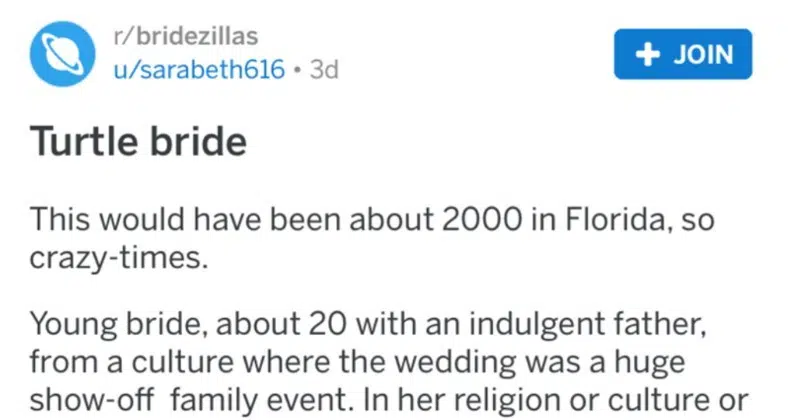 r/bridezillas
u/sarabeth616 • 3d
+ JOIN
Turtle bride
This would have been about 2000 in Florida, so
crazy-times.
Young bride, about 20 with an indulgent father,
from a culture where the wedding was a huge
show-off family event. In her religion or culture or